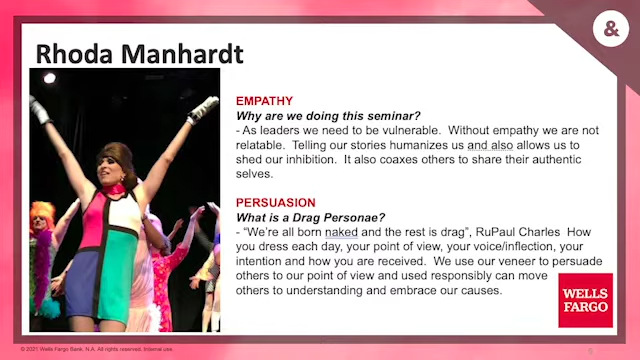 &
Rhoda Manhardt
EMPATHY
Why are we doing this seminar?
- As leaders we need to be vulnerable. Without empathy we are not
relatable. Telling our stories humanizes us and also allows us to
shed our inhibition. It also coaxes others to share their authentic
selves.
PERSUASION
What is a Drag Personae?
- “We’re all born naked and the rest is drag”, RuPaul Charles How
you dress each day, your point of view, your voice/inflection, your
intention and how you are received. We use our veneer to persuade
others to our point of view and used responsibly can move
others to understanding and embrace our causes.
WELLS
FARGO
© 2021 Wells Fargo Bank, N.A. All rights reserved. Internal use.